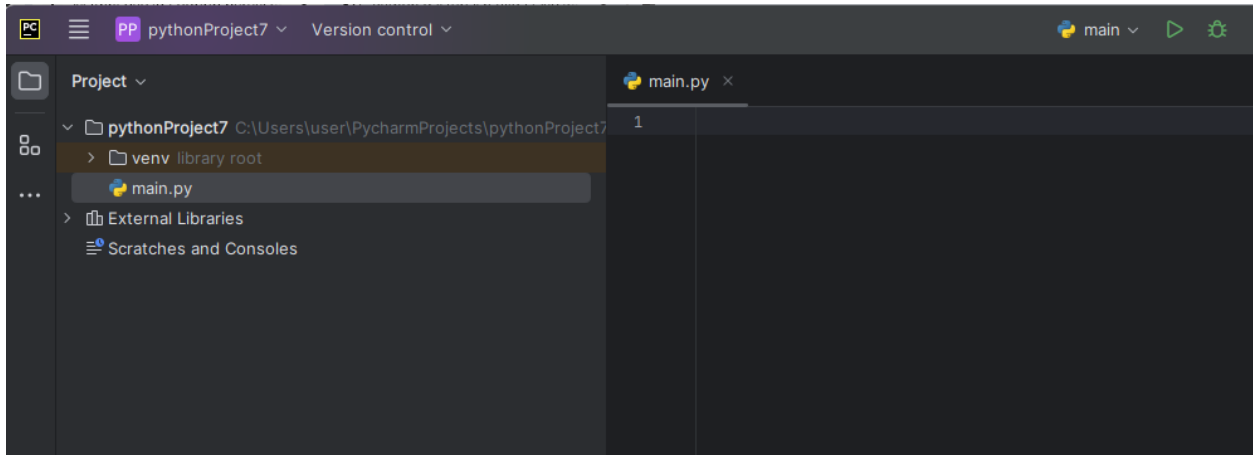 PC PP pythonProject7 Version control main
Project
main.py
pythonProject7 C:\Users\user\PycharmProjects\pythonProject7
1
venv library root
main.py
External Libraries
Scratches and Consoles